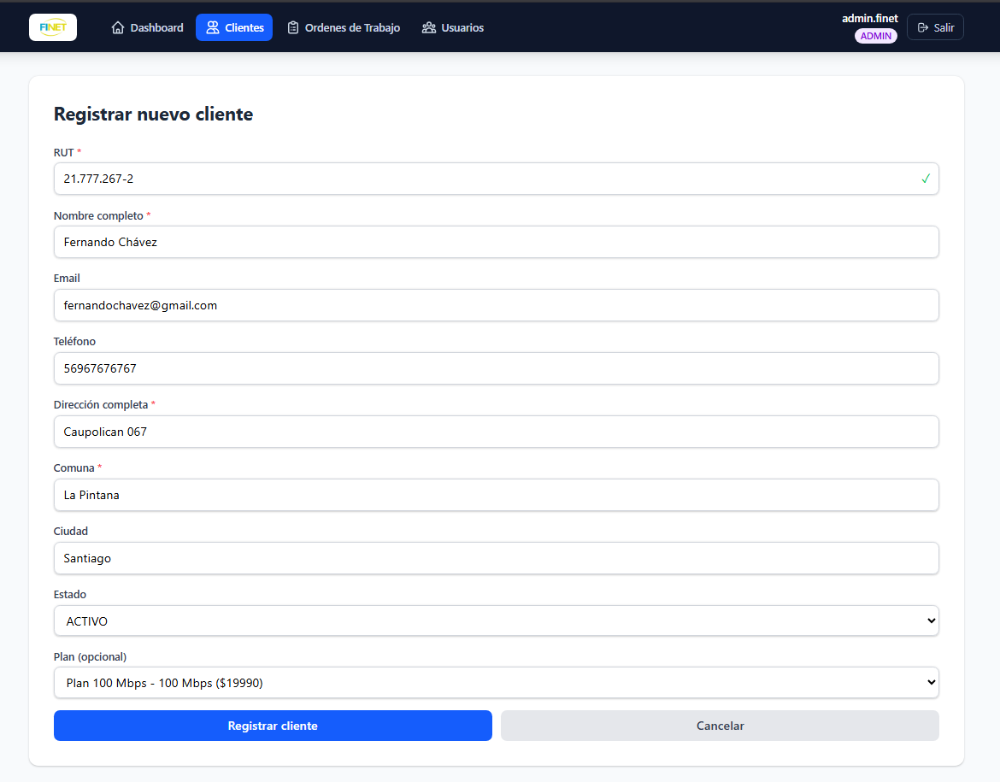 FINET
Dashboard
Clientes
Ordenes de Trabajo
Usuarios
admin.finet
ADMIN
Salir
Registrar nuevo cliente
RUT *
21.777.267-2 ✓
Nombre completo *
Fernando Chávez
Email
fernandochavez@gmail.com
Teléfono
56967676767
Dirección completa *
Caupolican 067
Comuna *
La Pintana
Ciudad
Santiago
Estado
ACTIVO
Plan (opcional)
Plan 100 Mbps - 100 Mbps ($19990)
Registrar cliente
Cancelar